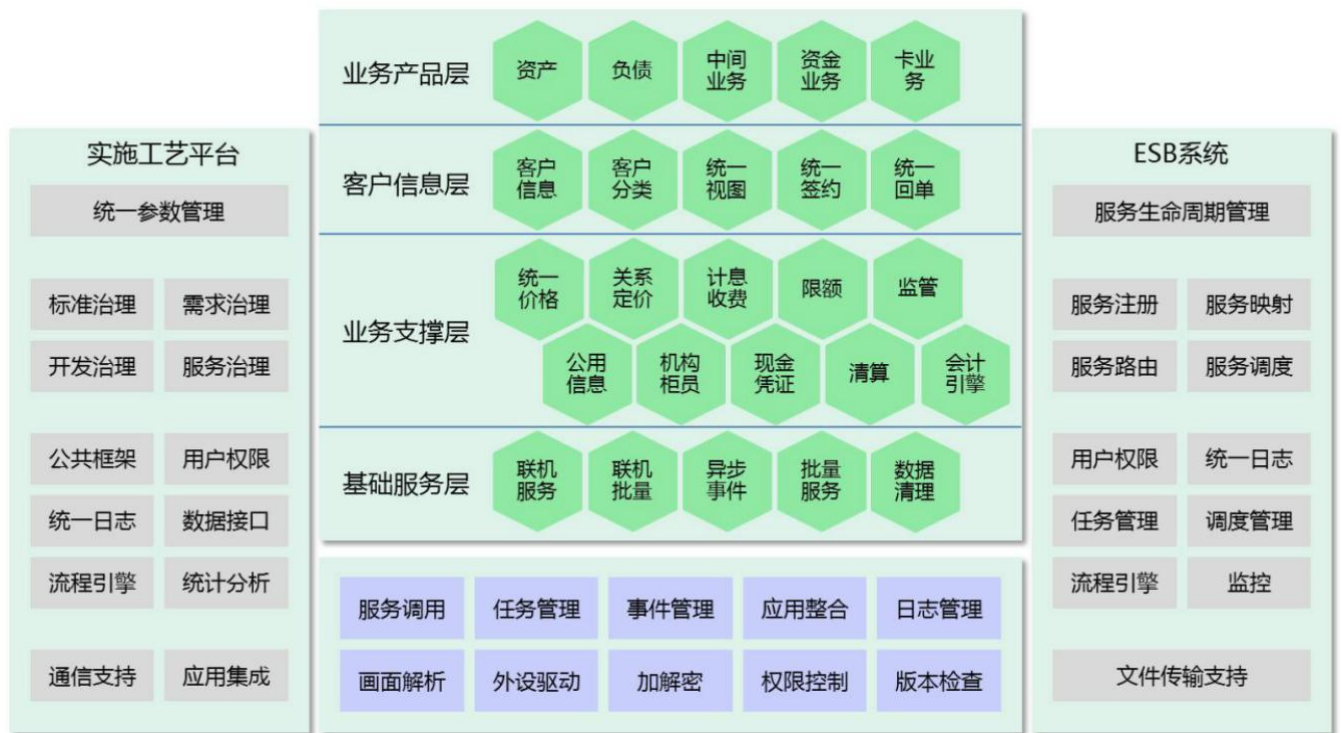 业务产品层
资产
负债
中间
业务
资金
业务
卡业
务
客户信息层
客户
信息
客户
分类
统一
视图
统一
签约
统一
回单
业务支撑层
统一
价格
关系
定价
计息
收费
限额
监管
公用
信息
机构
柜员
现金
凭证
清算
会计
引擎
基础服务层
联机
服务
联机
批量
异步
事件
批量
服务
数据
清理
实施工艺平台
统一参数管理
标准治理
需求治理
开发治理
服务治理
公共框架
用户权限
统一日志
数据接口
流程引擎
统计分析
通信支持
应用集成
服务调用
任务管理
事件管理
应用整合
日志管理
画面解析
外设驱动
加解密
权限控制
版本检查
ESB系统
服务生命周期管理
服务注册
服务映射
服务路由
服务调度
用户权限
统一日志
任务管理
调度管理
流程引擎
监控
文件传输支持